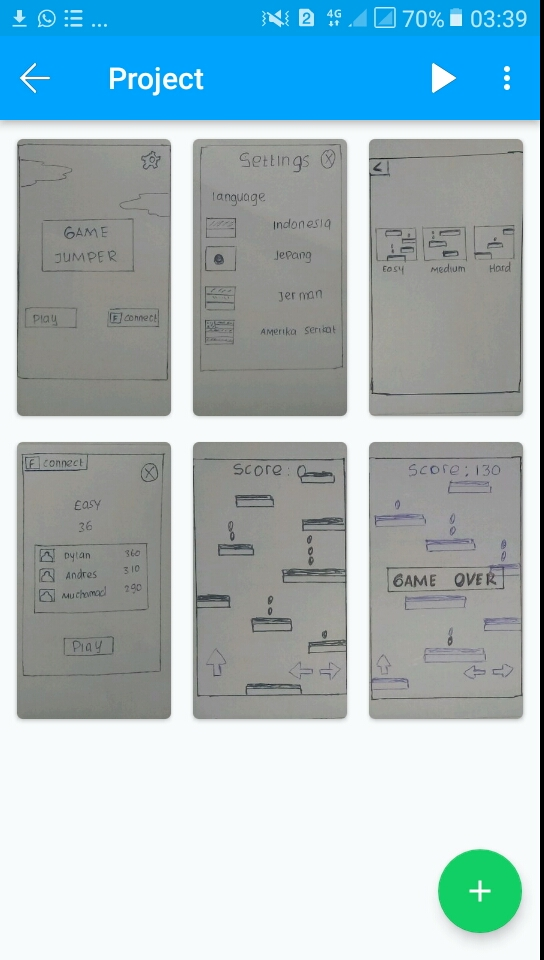 ... 2 4G 70% 03:39
Project
GAME
JUMPER
Play
F connect
Settings X
language
Indonesia
Jepang
Jerman
Amerika Serikat
<
Easy Medium Hard
F connect
X
Easy
36
Dylan 360
Andres 310
Muchamad 290
Play
Score: 0
Score: 130
GAME OVER
+